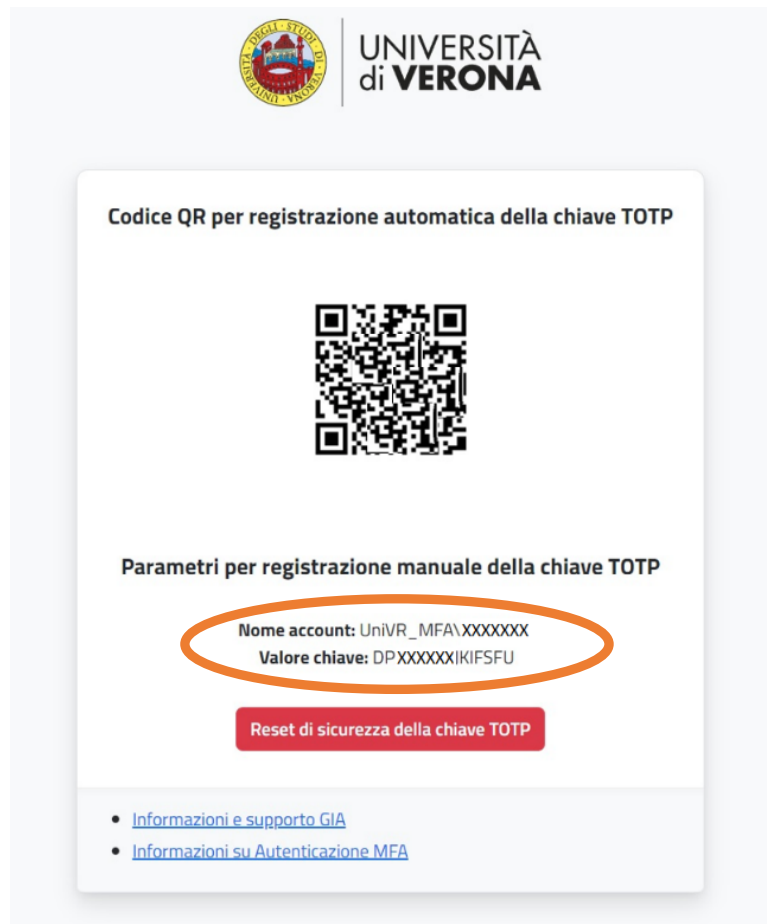 UNIVERSITÀ
di VERONA
Codice QR per registrazione automatica della chiave TOTP
Parametri per registrazione manuale della chiave TOTP
Nome account: UniVR_MFA\XXXXXXX
Valore chiave: DPXXXXXXIKIFSFU
Reset di sicurezza della chiave TOTP
Informazioni e supporto GIA
Informazioni su Autenticazione MFA